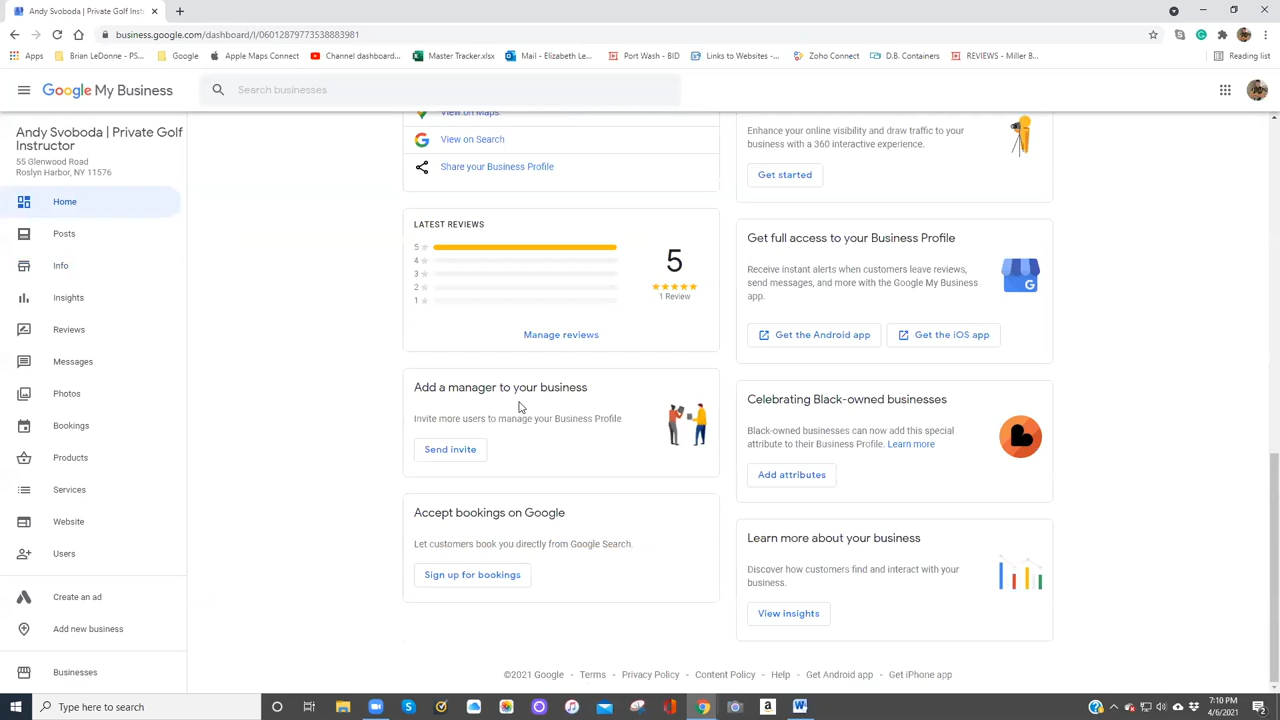 Andy Svoboda | Private Golf Inst
business.google.com/dashboard/l/06012879773538883981
Apps
Brian LeDonne - PS...
Google
Apple Maps Connect
Channel dashboard...
Master Tracker.xlsx
Mail - Elizabeth Le...
Port Wash - BID
Links to Websites -...
Zoho Connect
D.B. Containers
REVIEWS - Miller B...
Reading list
Google My Business
Search businesses
Andy Svoboda | Private Golf
Instructor
55 Glenwood Road
Roslyn Harbor, NY 11576
Home
Posts
Info
Insights
Reviews
Messages
Photos
Bookings
Products
Services
Website
Users
Create an ad
Add new business
Businesses
View on Maps
View on Search
Share your Business Profile
LATEST REVIEWS
5
4
3
2
1
5
1 Review
Manage reviews
Add a manager to your business
Invite more users to manage your Business Profile
Send invite
Accept bookings on Google
Let customers book you directly from Google Search.
Sign up for bookings
Enhance your online visibility and draw traffic to your
business with a 360 interactive experience.
Get started
Get full access to your Business Profile
Receive instant alerts when customers leave reviews,
send messages, and more with the Google My Business
app.
Get the Android app
Get the iOS app
Celebrating Black-owned businesses
Black-owned businesses can now add this special
attribute to their Business Profile. Learn more
Add attributes
Learn more about your business
Discover how customers find and interact with your
business.
View insights
©2021 Google - Terms - Privacy Policy - Content Policy - Help - Get Android app - Get iPhone app
Type here to search
7:10 PM
4/6/2021